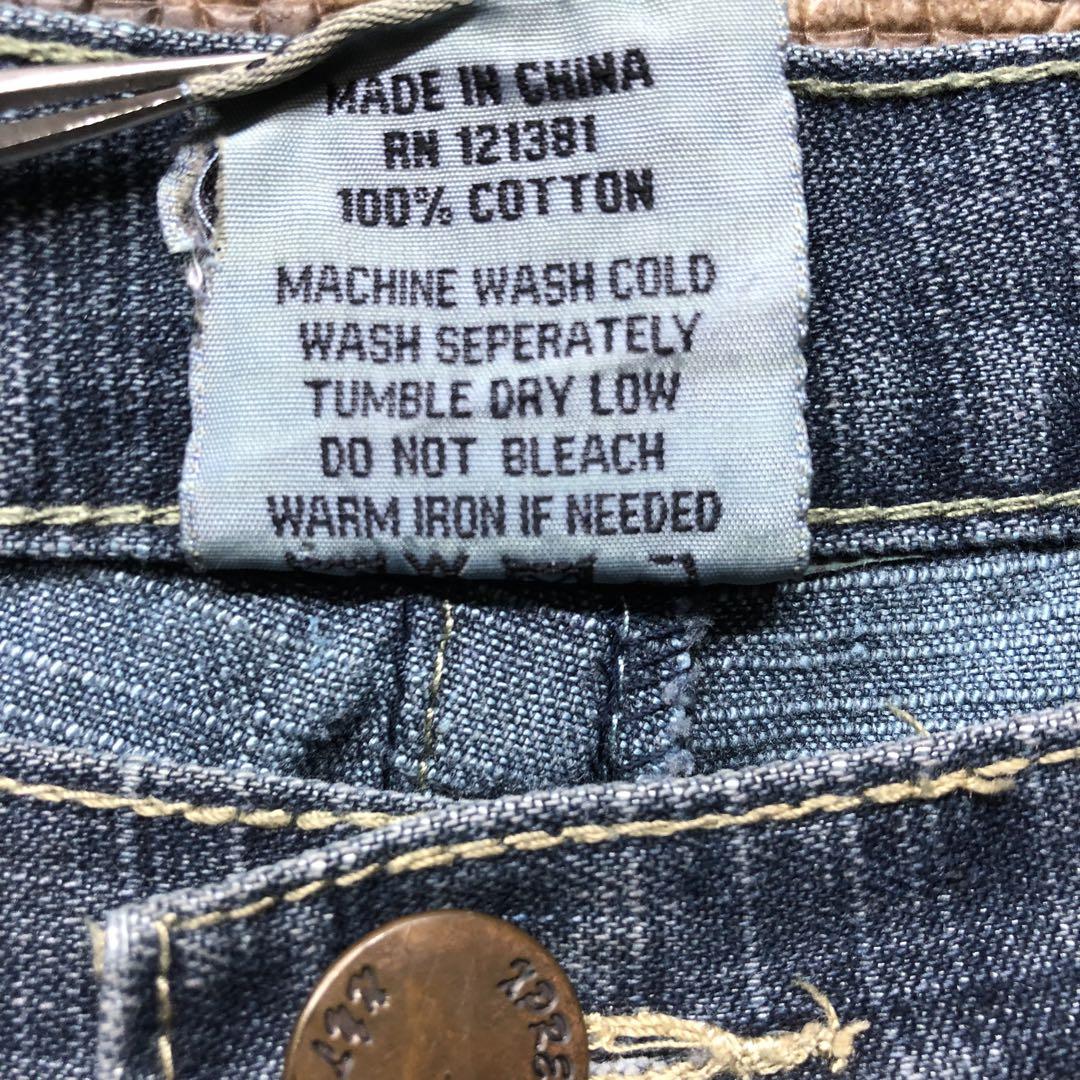 MADE IN CHINA
RN 121381
100% COTTON
MACHINE WASH COLD
WASH SEPERATELY
TUMBLE DRY LOW
DO NOT BLEACH
WARM IRON IF NEEDED